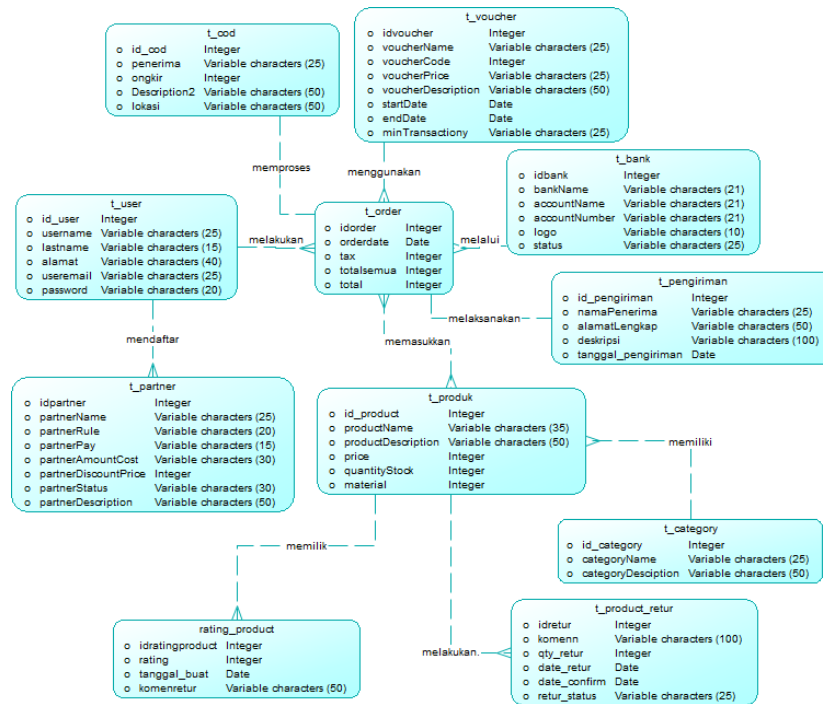 t_cod
id_cod Integer
penerima Variable characters (25)
ongkir Integer
Description2 Variable characters (50)
lokasi Variable characters (50)
t_voucher
idvoucher Integer
voucherName Variable characters (25)
voucherCode Integer
voucherPrice Variable characters (25)
voucherDescription Variable characters (50)
startDate Date
endDate Date
minTransactiony Variable characters (25)
memproses
menggunakan
t_bank
idbank Integer
bankName Variable characters (21)
accountName Variable characters (21)
accountNumber Variable characters (21)
logo Variable characters (10)
status Variable characters (25)
t_user
id_user Integer
username Variable characters (25)
lastname Variable characters (15)
alamat Variable characters (40)
useremail Variable characters (25)
password Variable characters (20)
melakukan
t_order
idorder Integer
orderdate Date
tax Integer
totalsemua Integer
total Integer
melalui
t_pengiriman
id_pengiriman Integer
namaPenerima Variable characters (25)
alamatLengkap Variable characters (50)
deskripsi Variable characters (100)
tanggal_pengiriman Date
melaksanakan
mendaftar
memasukkan
t_partner
idpartner Integer
partnerName Variable characters (25)
partnerRule Variable characters (20)
partnerPay Variable characters (15)
partnerAmountCost Variable characters (30)
partnerDiscountPrice Integer
partnerStatus Variable characters (30)
partnerDescription Variable characters (50)
t_produk
id_product Integer
productName Variable characters (35)
productDescription Variable characters (50)
price Integer
quantityStock Integer
material Integer
memiliki
t_category
id_category Integer
categoryName Variable characters (25)
categoryDesciption Variable characters (50)
memilik
rating_product
idratingproduct Integer
rating Integer
tanggal_buat Date
komenretur Variable characters (50)
melakukan.
t_product_retur
idretur Integer
komenn Variable characters (100)
qty_retur Integer
date_retur Date
date_confirm Date
retur_status Variable characters (25)